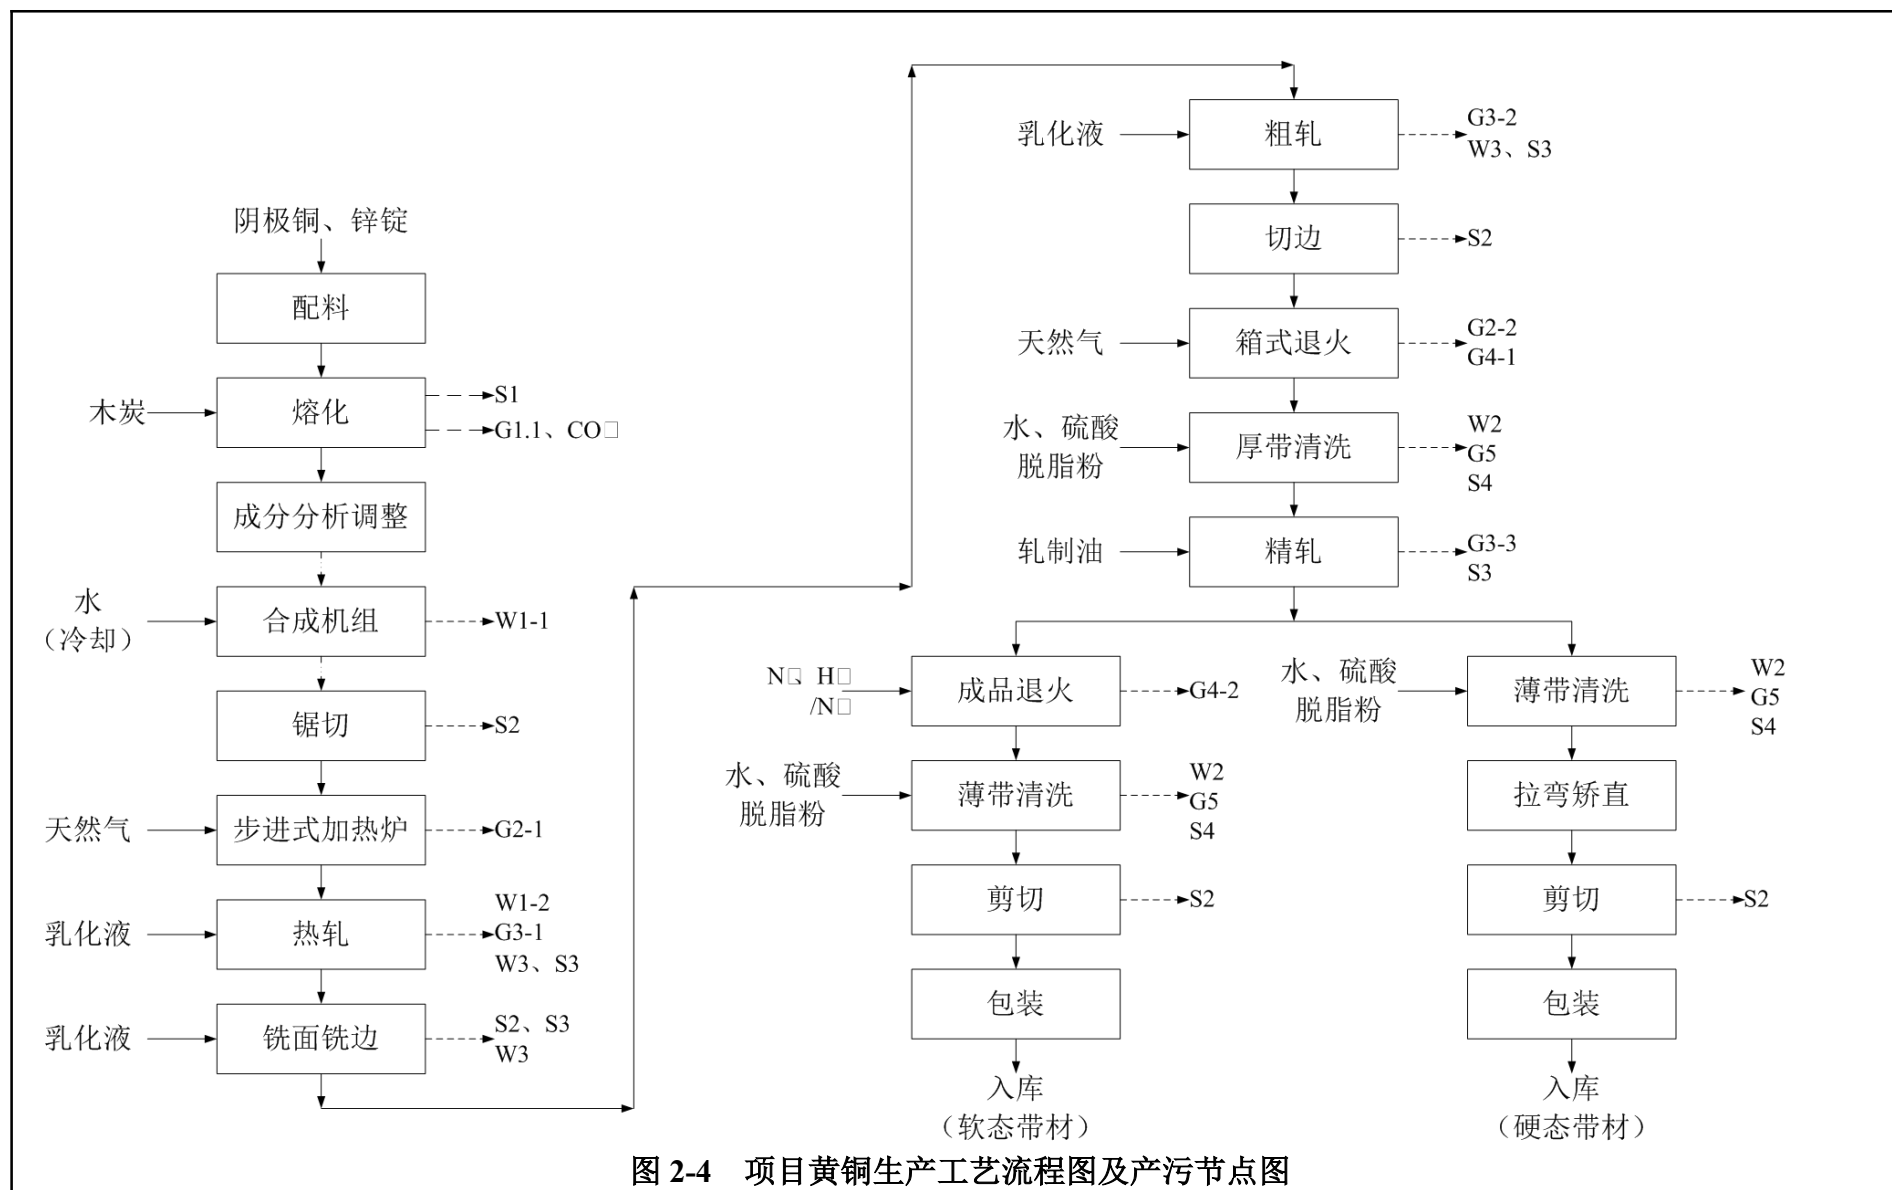 阴极铜、锌锭
配料
木炭
熔化
S1
G1.1、CO□
成分分析调整
水
（冷却）
合成机组
W1-1
锯切
S2
天然气
步进式加热炉
G2-1
乳化液
热轧
W1-2
G3-1
W3、S3
乳化液
铣面铣边
S2、S3
W3
乳化液
粗轧
G3-2
W3、S3
切边
S2
天然气
箱式退火
G2-2
G4-1
水、硫酸
脱脂粉
厚带清洗
W2
G5
S4
轧制油
精轧
G3-3
S3
N□、H□
/N□
成品退火
G4-2
水、硫酸
脱脂粉
薄带清洗
W2
G5
S4
剪切
S2
包装
入库
（软态带材）
水、硫酸
脱脂粉
薄带清洗
W2
G5
S4
拉弯矫直
剪切
S2
包装
入库
（硬态带材）
图 2-4 项目黄铜生产工艺流程图及产污节点图